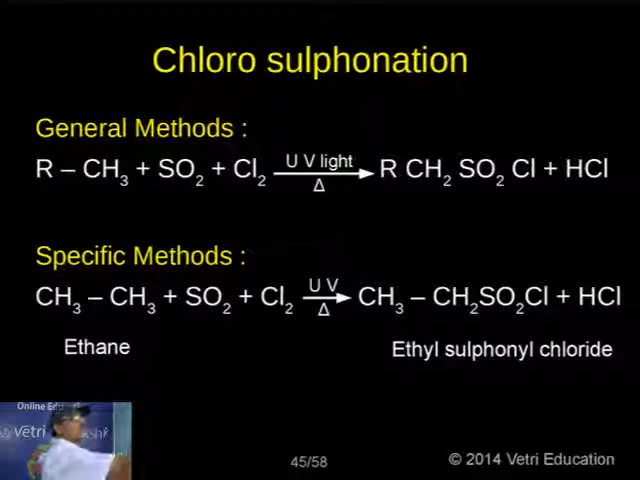 Chloro sulphonation
General Methods :
U V light
R – CH₃ + SO₂ + Cl₂ ⟶ R CH₂ SO₂ Cl + HCl
Δ
Specific Methods :
U V
CH₃ – CH₃ + SO₂ + Cl₂ ⟶ CH₃ – CH₂SO₂Cl + HCl
Δ
Ethane Ethyl sulphonyl chloride
Vetri
45/58 © 2014 Vetri Education